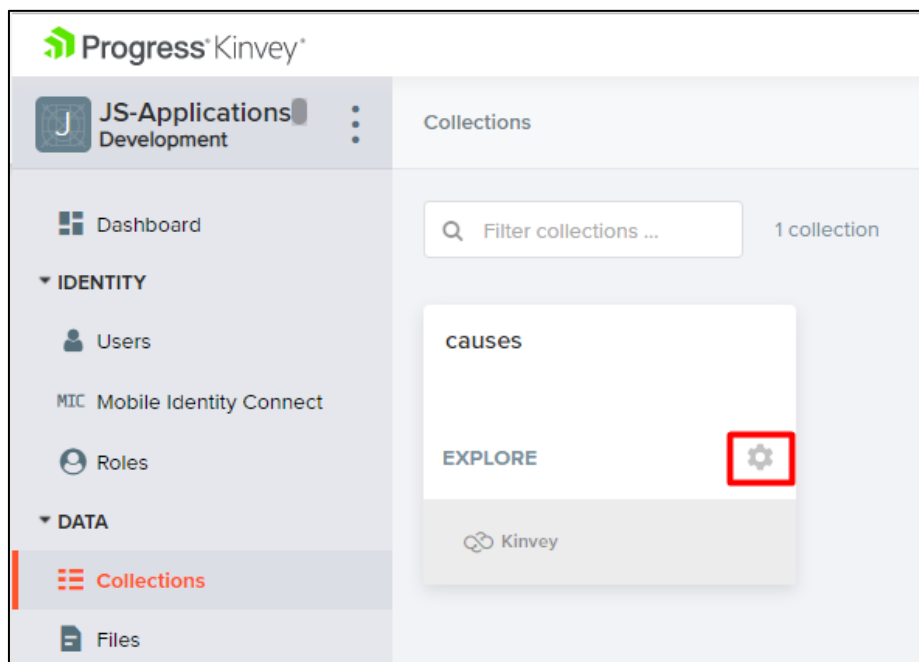 Progress Kinvey
J
JS-Applications
Development
Dashboard
IDENTITY
Users
MIC Mobile Identity Connect
Roles
DATA
Collections
Files
Collections
Filter collections ...
1 collection
causes
EXPLORE
Kinvey